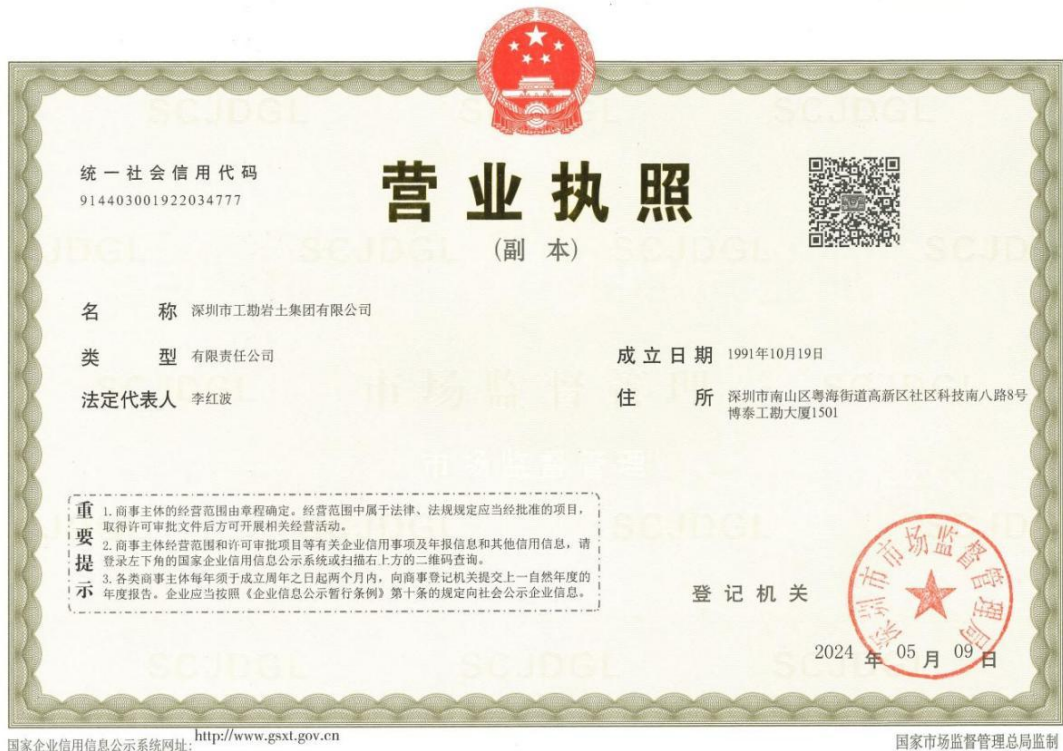 统一社会信用代码
914403001922034777
营业执照
(副 本)
名 称 深圳市工勘岩土集团有限公司
类 型 有限责任公司
法定代表人 李红波
成立日期 1991年10月19日
住 所 深圳市南山区粤海街道高新区社区科技南八路8号
博泰工勘大厦1501
重要提示
1.商事主体的经营范围由章程确定。经营范围中属于法律、法规规定应当经批准的项目，
取得许可审批文件后方可开展相关经营活动。
2.商事主体经营范围和许可审批项目等有关企业信用事项及年报信息和其他信用信息，请
登录左下角的国家企业信用信息公示系统或扫描右上方的二维码查询。
3.各类商事主体每年须于成立周年之日起两个月内，向商事登记机关提交上一自然年度的
年度报告。企业应当按照《企业信息公示暂行条例》第十条的规定向社会公示企业信息。
登记机关
深圳市市场监督管理局
2024 年 05 月 09 日
国家企业信用信息公示系统网址: http://www.gsxt.gov.cn
国家市场监督管理总局监制
SCJDGL
市场监督管理